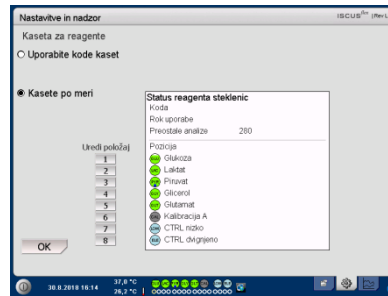 Nastavitve in nadzor
ISCUS
Kaseta za reagente
Uporabite kode kaset
Kasete po meri
Status reagenta steklenic
Koda
Rok uporabe
Preostale analize 280
Uredi položaj
Pozicija
1 Glukoza
2 Laktat
3 Piruvat
4 Glicerol
5 Glutamat
6 Kalibracija A
7 CTRL nizko
8 CTRL dvignjeno
OK
30.8.2018 16:14
37,0 °C
26,2 °C